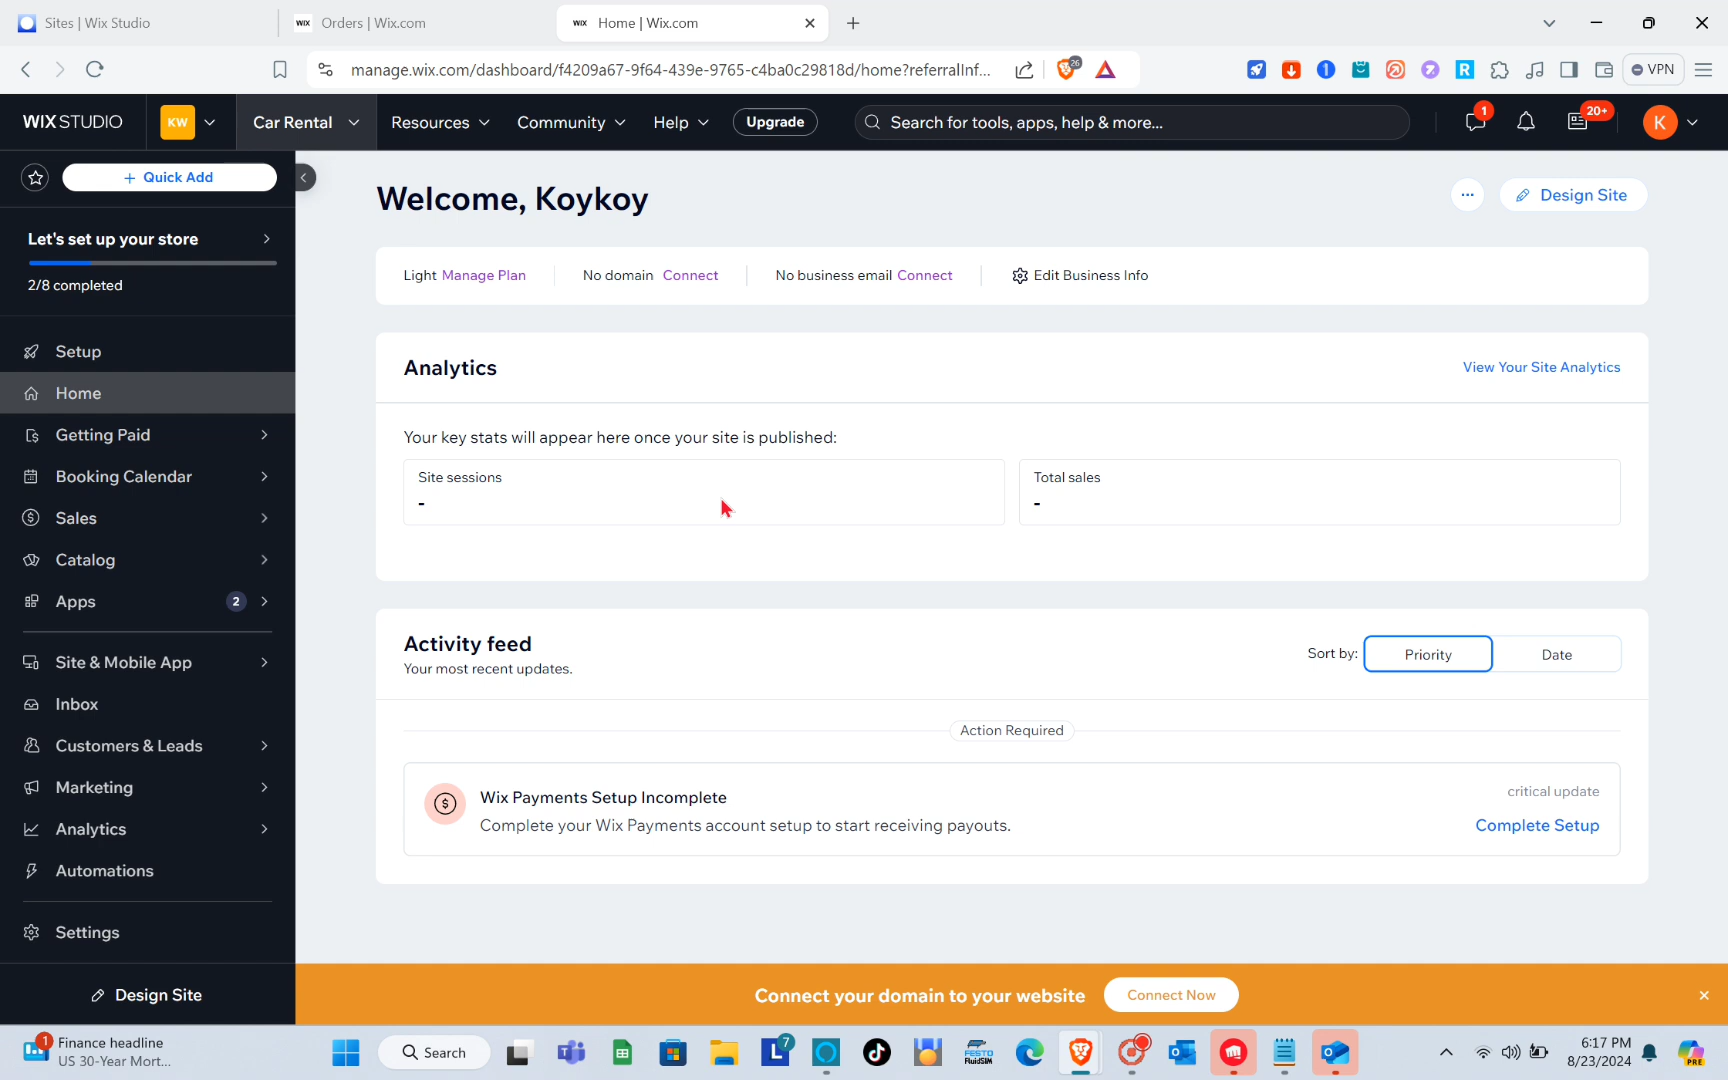 Sites | Wix Studio
WIX Orders | Wix.com
WIX Home | Wix.com
manage.wix.com/dashboard/f4209a67-9f64-439e-9765-c4ba0c29818d/home?referralInf...
26
VPN
WIX STUDIO
KW
Car Rental
Resources
Community
Help
Upgrade
Search for tools, apps, help & more...
1
20+
K
+ Quick Add
Let's set up your store
2/8 completed
Setup
Home
Getting Paid
Booking Calendar
Sales
Catalog
Apps 2
Site & Mobile App
Inbox
Customers & Leads
Marketing
Analytics
Automations
Settings
Design Site
Welcome, Koykoy
... Design Site
Light Manage Plan
No domain Connect
No business email Connect
Edit Business Info
Analytics
View Your Site Analytics
Your key stats will appear here once your site is published:
Site sessions
-
Total sales
-
Activity feed
Your most recent updates.
Sort by: Priority Date
Action Required
Wix Payments Setup Incomplete
critical update
Complete your Wix Payments account setup to start receiving payouts.
Complete Setup
Connect your domain to your website
Connect Now
1
Finance headline
US 30-Year Mort...
Search
L 7
FESTO
FluidSIM
6:17 PM
8/23/2024
PRE